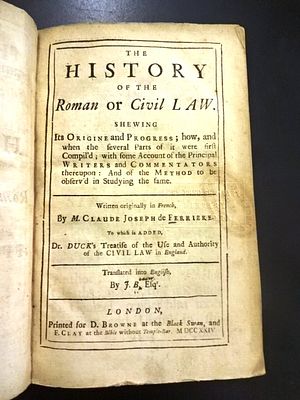 THE
HISTORY
OF THE
Roman or Civil LAW.
SHEWING
Its ORIGINE and PROGRESS; how, and
when the several Parts of it were first
Compil'd; with some Account of the Principal
WRITERS and COMMENTATORS
thereupon: And of the METHOD to be
observ'd in Studying the same.
Written originally in French,
By M. CLAUDE JOSEPH de FERRIERE.
To which is ADDED,
Dr. DUCK's Treatise of the Use and Authority
of the CIVIL LAW in England.
Translated into English,
By J. B. Esq;
LONDON,
Printed for D. BROWNE at the Black Swan, and
F. CLAY at the Bible without Temple-Bar. MDCCXXIV.